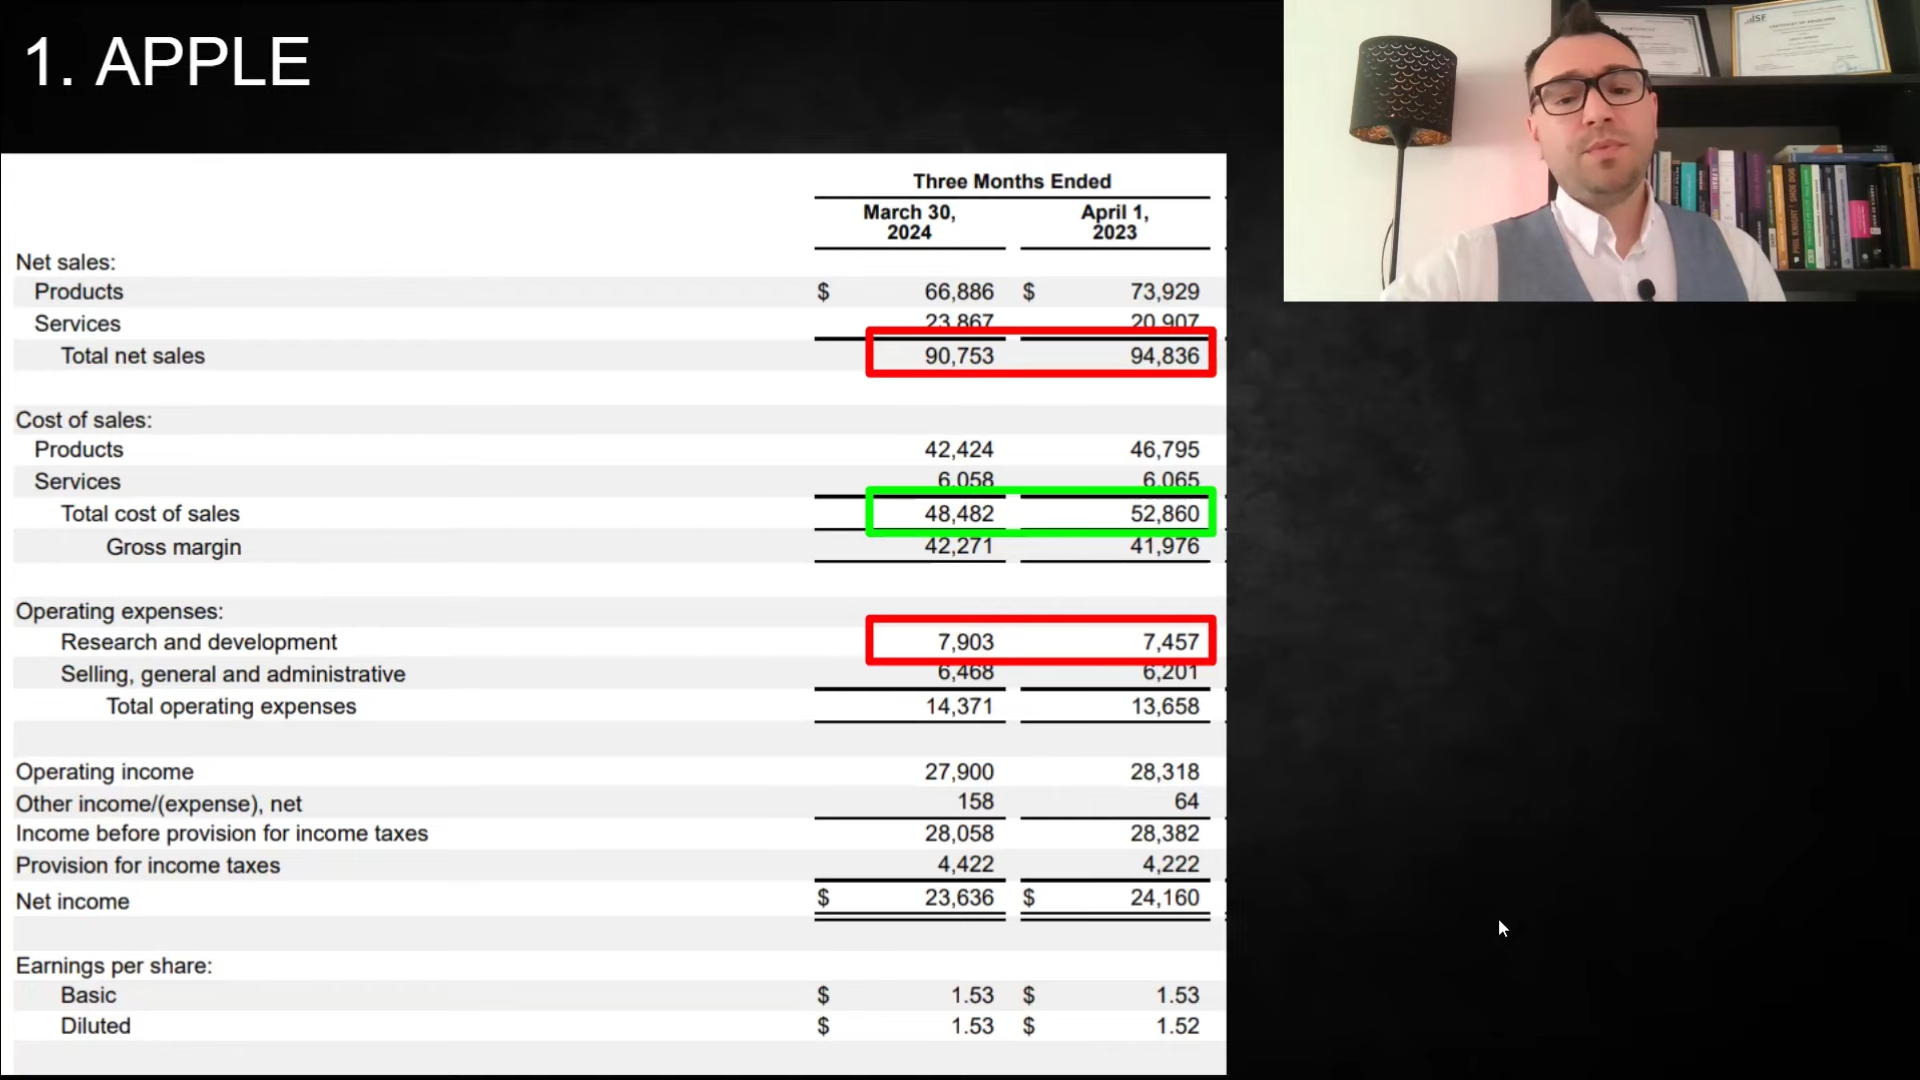 1. APPLE
Three Months Ended
March 30, 2024 April 1, 2023
Net sales:
Products $ 66,886 $ 73,929
Services 23,867 20,907
Total net sales 90,753 94,836
Cost of sales:
Products 42,424 46,795
Services 6,058 6,065
Total cost of sales 48,482 52,860
Gross margin 42,271 41,976
Operating expenses:
Research and development 7,903 7,457
Selling, general and administrative 6,468 6,201
Total operating expenses 14,371 13,658
Operating income 27,900 28,318
Other income/(expense), net 158 64
Income before provision for income taxes 28,058 28,382
Provision for income taxes 4,422 4,222
Net income $ 23,636 $ 24,160
Earnings per share:
Basic $ 1.53 $ 1.53
Diluted $ 1.53 $ 1.52
ISF
PHIL KNIGHT SHOE DOG